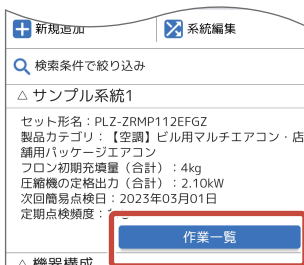 新規追加
系統編集
検索条件で絞り込み
△ サンプル系統1
セット形名：PLZ-ZRMP112EFGZ
製品カテゴリ：【空調】ビル用マルチエアコン・店
舗用パッケージエアコン
フロン初期充填量（合計）：4kg
圧縮機の定格出力（合計）：2.10kW
次回簡易点検日：2023年03月01日
定期点検頻度：
作業一覧
△ 機器構成